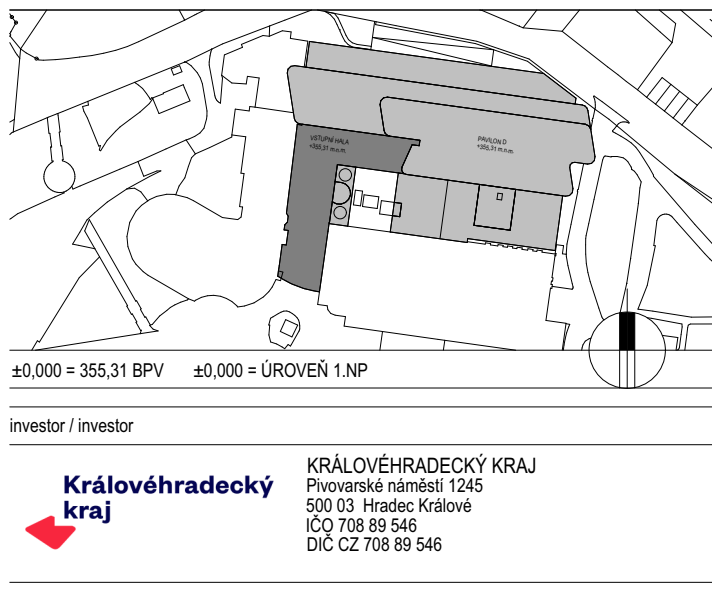 VSTUPNÍ HALA
+355,31 m.n.m.
PAVILON D
+355,31 m.n.m.
±0,000 = 355,31 BPV ±0,000 = ÚROVEŇ 1.NP
investor / investor
Královéhradecký
kraj
KRÁLOVÉHRADECKÝ KRAJ
Pivovarské náměstí 1245
500 03 Hradec Králové
IČO 708 89 546
DIČ CZ 708 89 546